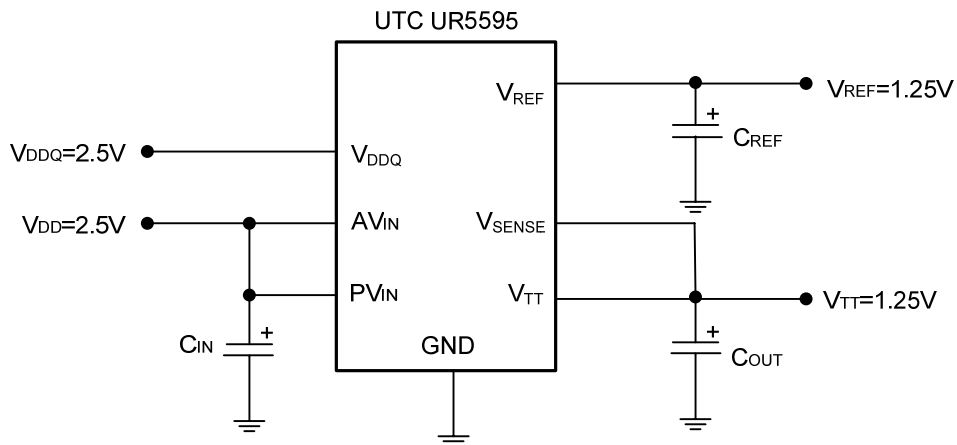 UTC UR5595
VREF
VREF=1.25V
+
CREF
VDDQ=2.5V
VDDQ
VDD=2.5V
AVIN
VSENSE
PVIN
VTT
VTT=1.25V
+
CIN
GND
+
COUT